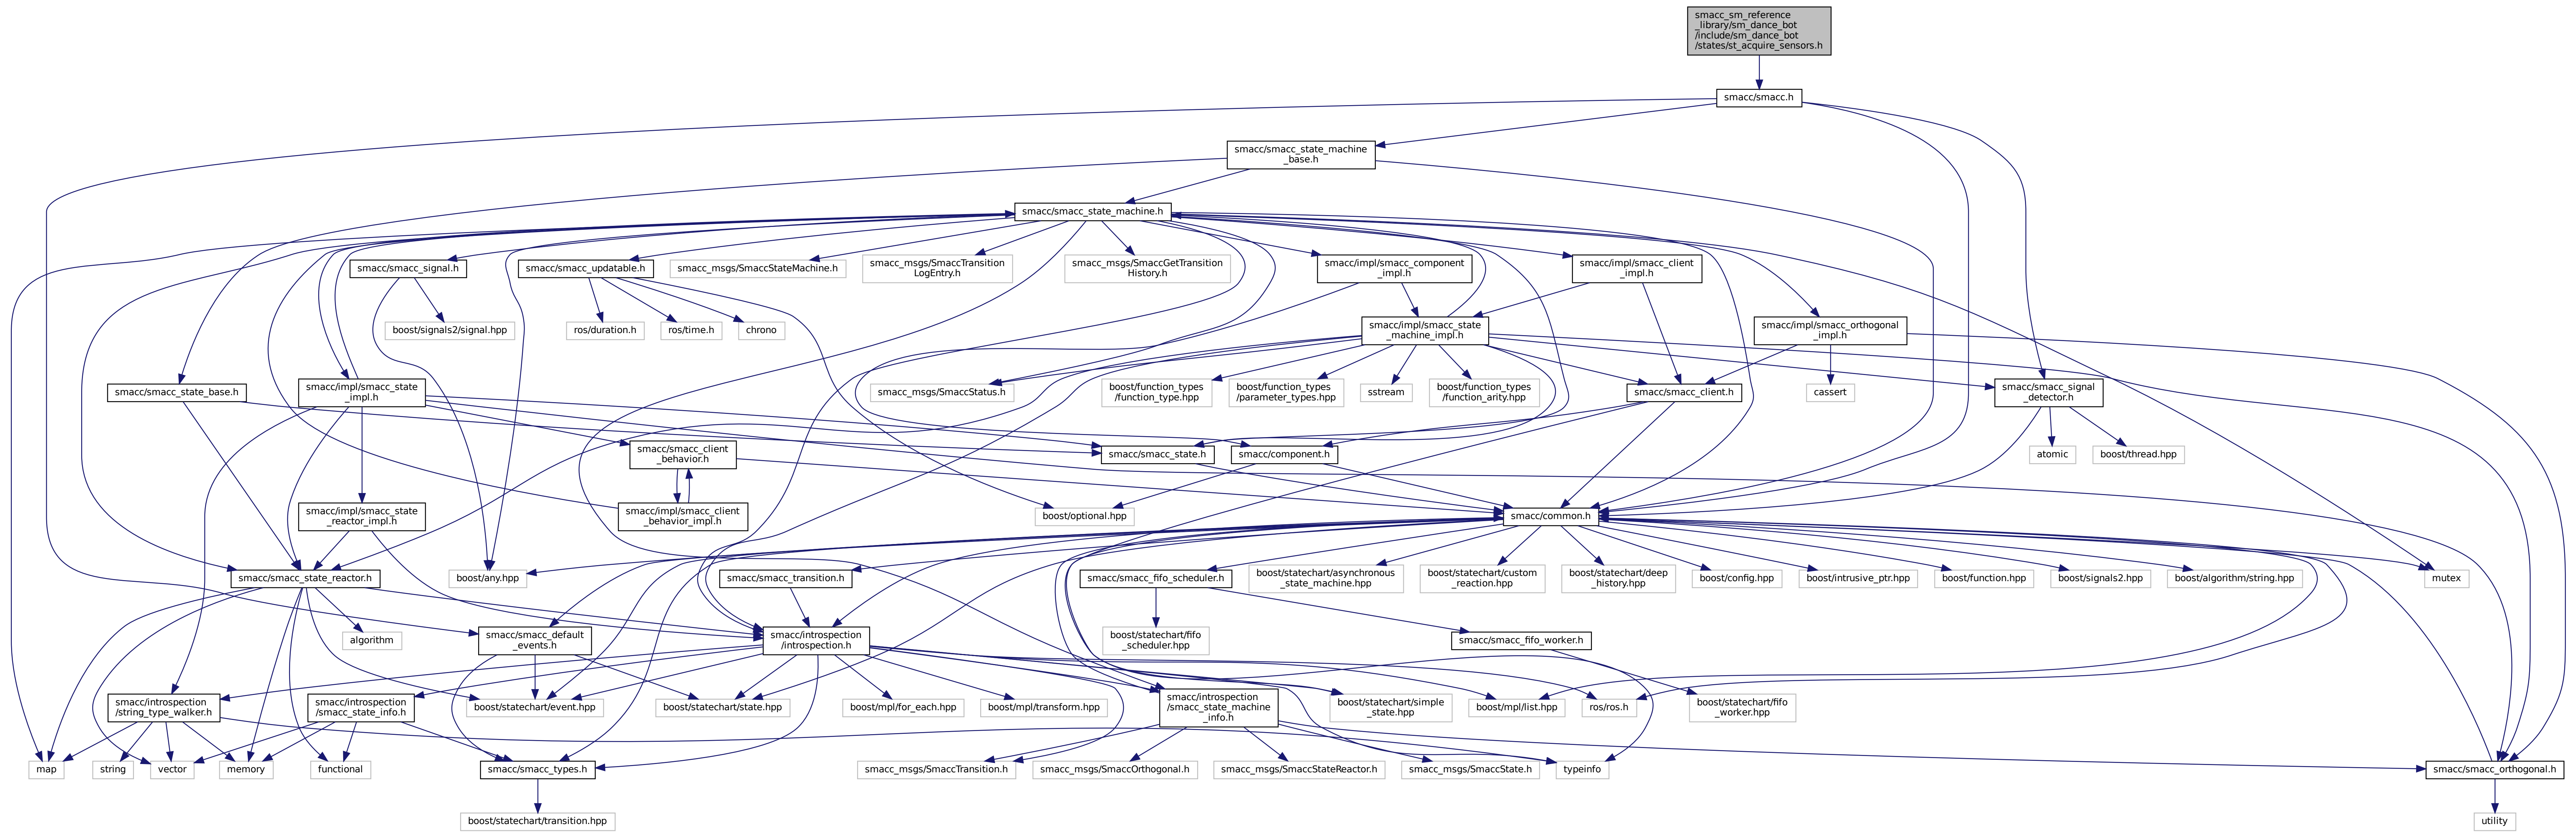 smacc_sm_reference
_library/sm_dance_bot
/include/sm_dance_bot
/states/st_acquire_sensors.h
smacc/smacc.h
smacc/smacc_state_machine
_base.h
smacc/smacc_state_machine.h
smacc/smacc_signal.h
smacc/smacc_updatable.h
smacc_msgs/SmaccStateMachine.h
smacc_msgs/SmaccTransition
LogEntry.h
smacc_msgs/SmaccGetTransition
History.h
smacc/impl/smacc_component
_impl.h
smacc/impl/smacc_client
_impl.h
boost/signals2/signal.hpp
ros/duration.h
ros/time.h
chrono
smacc/impl/smacc_state
_machine_impl.h
smacc/impl/smacc_orthogonal
_impl.h
smacc/smacc_state_base.h
smacc/impl/smacc_state
_impl.h
smacc_msgs/SmaccStatus.h
boost/function_types
/function_type.hpp
boost/function_types
/parameter_types.hpp
sstream
boost/function_types
/function_arity.hpp
smacc/smacc_client.h
cassert
smacc/smacc_signal
_detector.h
smacc/smacc_client
_behavior.h
smacc/smacc_state.h
smacc/component.h
atomic
boost/thread.hpp
smacc/impl/smacc_state
_reactor_impl.h
smacc/impl/smacc_client
_behavior_impl.h
boost/optional.hpp
smacc/common.h
smacc/smacc_state_reactor.h
boost/any.hpp
smacc/smacc_transition.h
smacc/smacc_fifo_scheduler.h
boost/statechart/asynchronous
_state_machine.hpp
boost/statechart/custom
_reaction.hpp
boost/statechart/deep
_history.hpp
boost/config.hpp
boost/intrusive_ptr.hpp
boost/function.hpp
boost/signals2.hpp
boost/algorithm/string.hpp
mutex
algorithm
smacc/smacc_default
_events.h
smacc/introspection
/introspection.h
boost/statechart/fifo
_scheduler.hpp
smacc/smacc_fifo_worker.h
smacc/introspection
/string_type_walker.h
smacc/introspection
/smacc_state_info.h
boost/statechart/event.hpp
boost/statechart/state.hpp
boost/mpl/for_each.hpp
boost/mpl/transform.hpp
smacc/introspection
/smacc_state_machine
_info.h
boost/statechart/simple
_state.hpp
boost/mpl/list.hpp
ros/ros.h
boost/statechart/fifo
_worker.hpp
map
string
vector
memory
functional
smacc/smacc_types.h
smacc_msgs/SmaccTransition.h
smacc_msgs/SmaccOrthogonal.h
smacc_msgs/SmaccStateReactor.h
smacc_msgs/SmaccState.h
typeinfo
smacc/smacc_orthogonal.h
boost/statechart/transition.hpp
utility